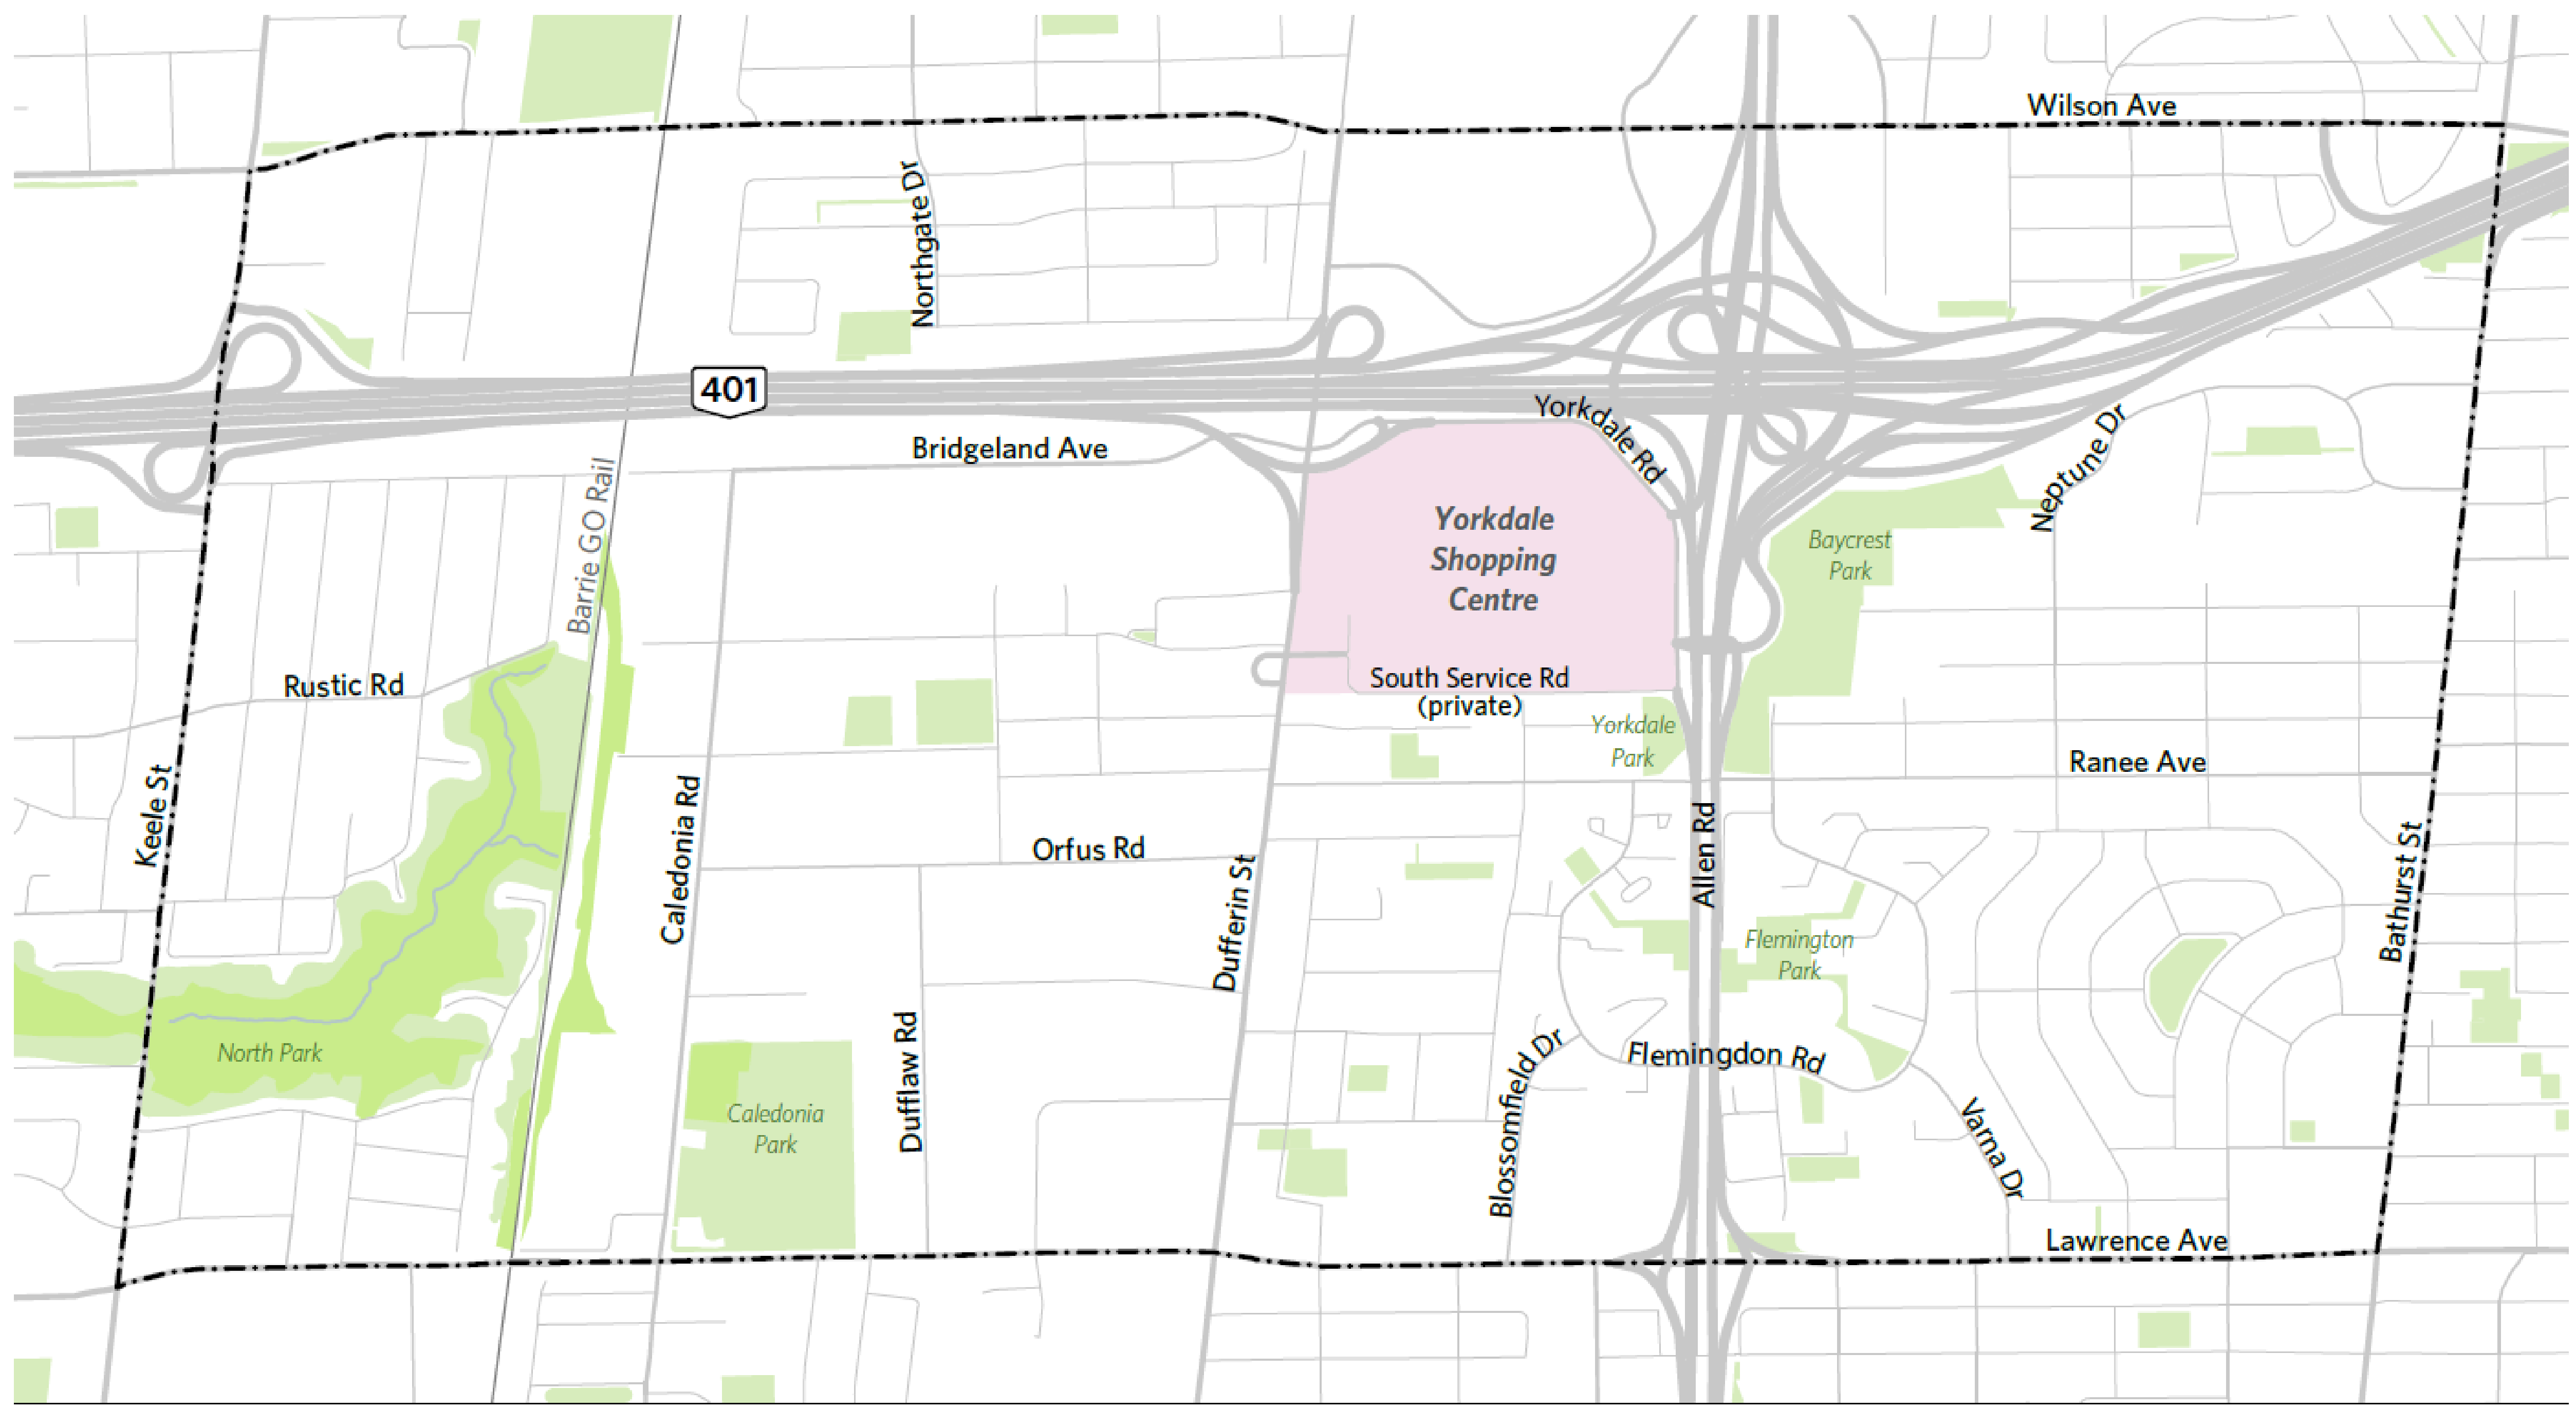 Wilson Ave
Northgate Dr
401
Yorkdale Rd
Bridgeland Ave
Neptune Dr
Barrie GO Rail
Yorkdale
Shopping
Centre
Baycrest
Park
Rustic Rd
South Service Rd
(private)
Yorkdale
Park
Ranee Ave
Keele St
Caledonia Rd
Orfus Rd
Dufferin St
Allen Rd
Bathurst St
Flemington
Park
North Park
Dufflaw Rd
Blossomfield Dr
Flemingdon Rd
Caledonia
Park
Varna Dr
Lawrence Ave